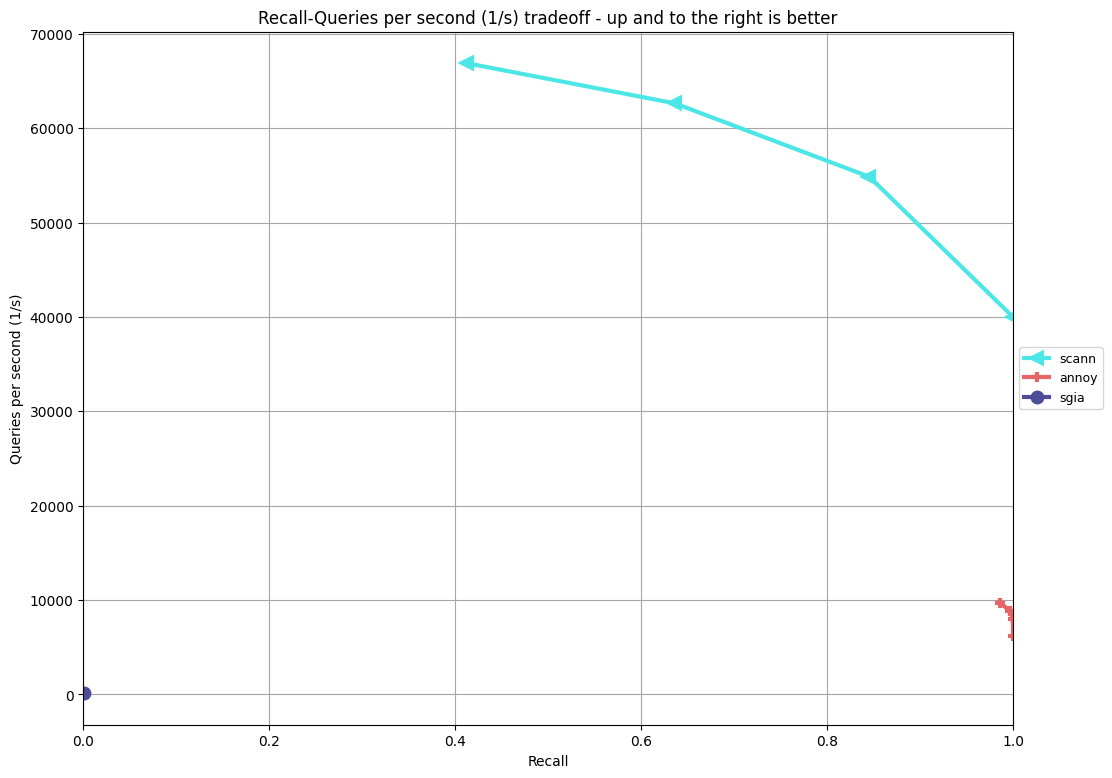 Recall-Queries per second (1/s) tradeoff - up and to the right is better
70000
60000
50000
40000
30000
20000
10000
0
Queries per second (1/s)
0.0
0.2
0.4
0.6
0.8
1.0
Recall
scann
annoy
sgia